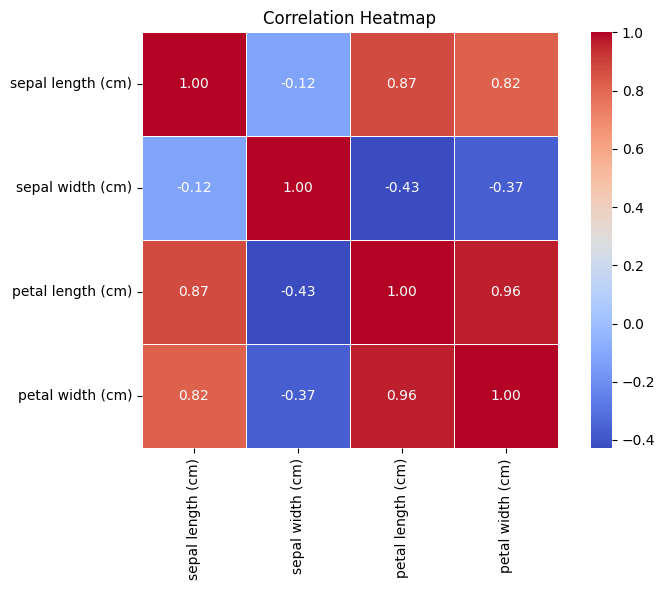 Correlation Heatmap
sepal length (cm) 1.00 -0.12 0.87 0.82
sepal width (cm) -0.12 1.00 -0.43 -0.37
petal length (cm) 0.87 -0.43 1.00 0.96
petal width (cm) 0.82 -0.37 0.96 1.00
sepal length (cm)
sepal width (cm)
petal length (cm)
petal width (cm)
1.0
0.8
0.6
0.4
0.2
0.0
−0.2
−0.4